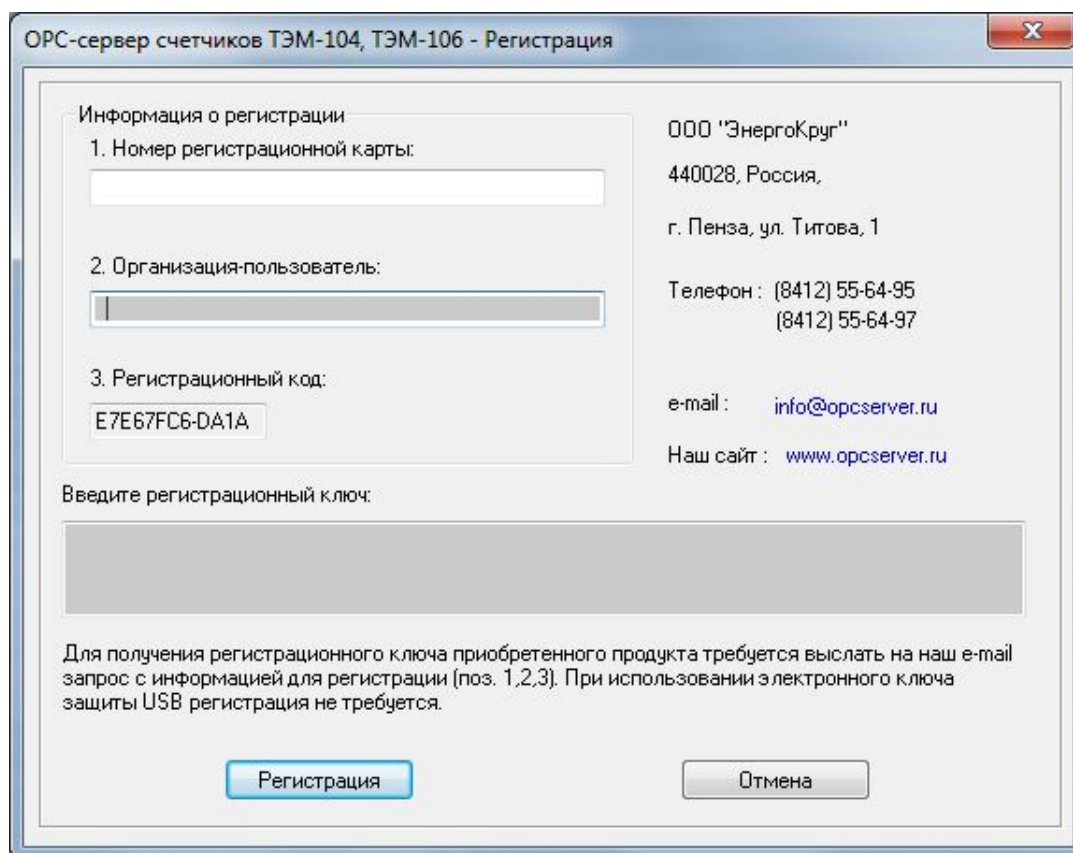 OPC-сервер счетчиков ТЭМ-104, ТЭМ-106 - Регистрация
Информация о регистрации
1. Номер регистрационной карты:
2. Организация-пользователь:
3. Регистрационный код:
E7E67FC6-DA1A
ООО "ЭнергоКруг"
440028, Россия,
г. Пенза, ул. Титова, 1
Телефон : (8412) 55-64-95
(8412) 55-64-97
e-mail : info@opcserver.ru
Наш сайт : www.opcserver.ru
Введите регистрационный ключ:
Для получения регистрационного ключа приобретенного продукта требуется выслать на наш e-mail
запрос с информацией для регистрации (поз. 1,2,3). При использовании электронного ключа
защиты USB регистрация не требуется.
Регистрация
Отмена